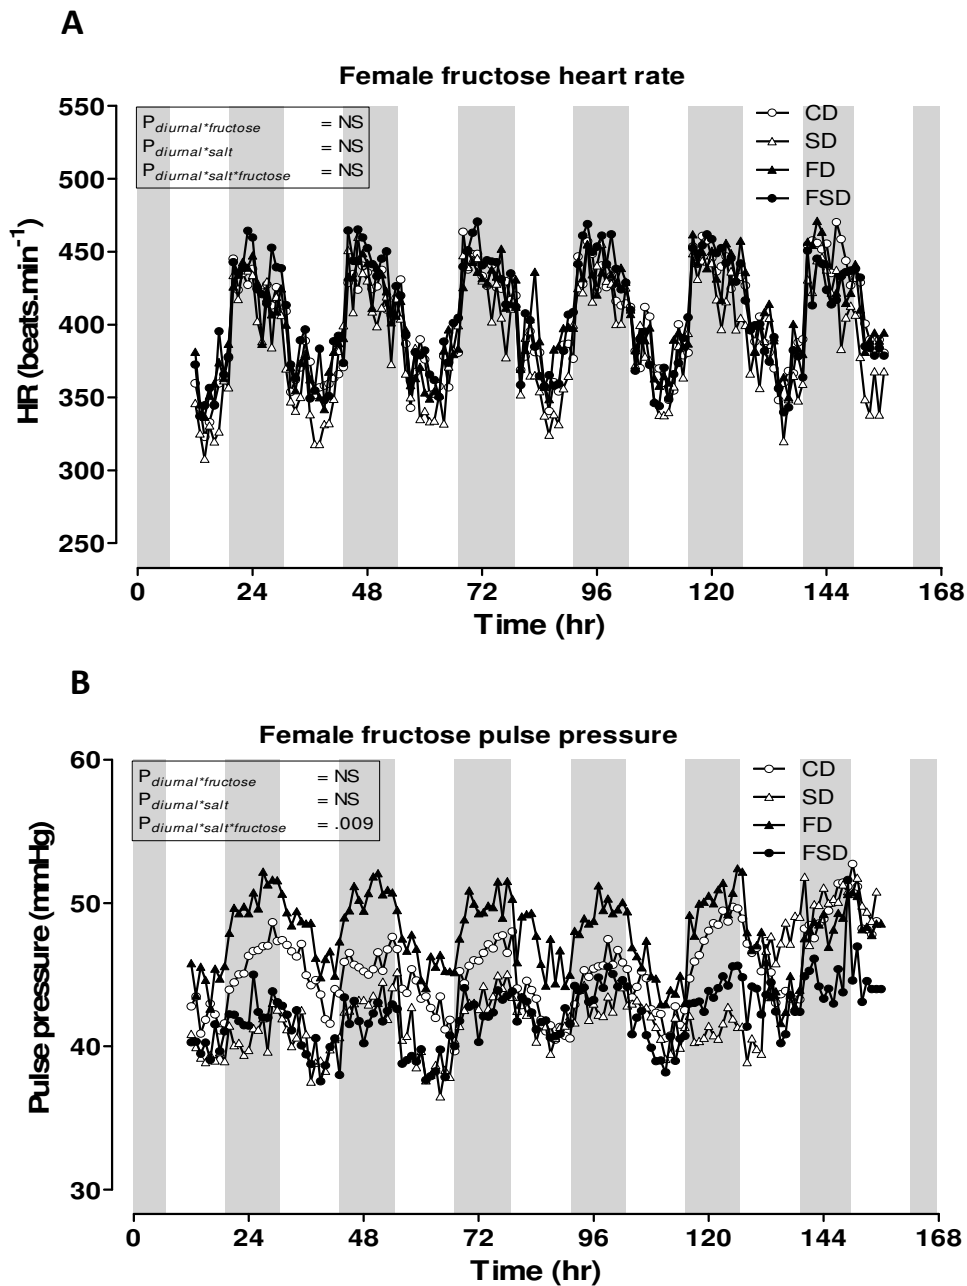 A
Female fructose heart rate
550
500
450
400
350
300
250
HR (beats.min⁻¹)
P diurnal*fructose = NS
P diurnal*salt = NS
P diurnal*salt*fructose = NS
CD
SD
FD
FSD
0 24 48 72 96 120 144 168
Time (hr)
B
Female fructose pulse pressure
60
50
40
30
Pulse pressure (mmHg)
P diurnal*fructose = NS
P diurnal*salt = NS
P diurnal*salt*fructose = .009
CD
SD
FD
FSD
0 24 48 72 96 120 144 168
Time (hr)